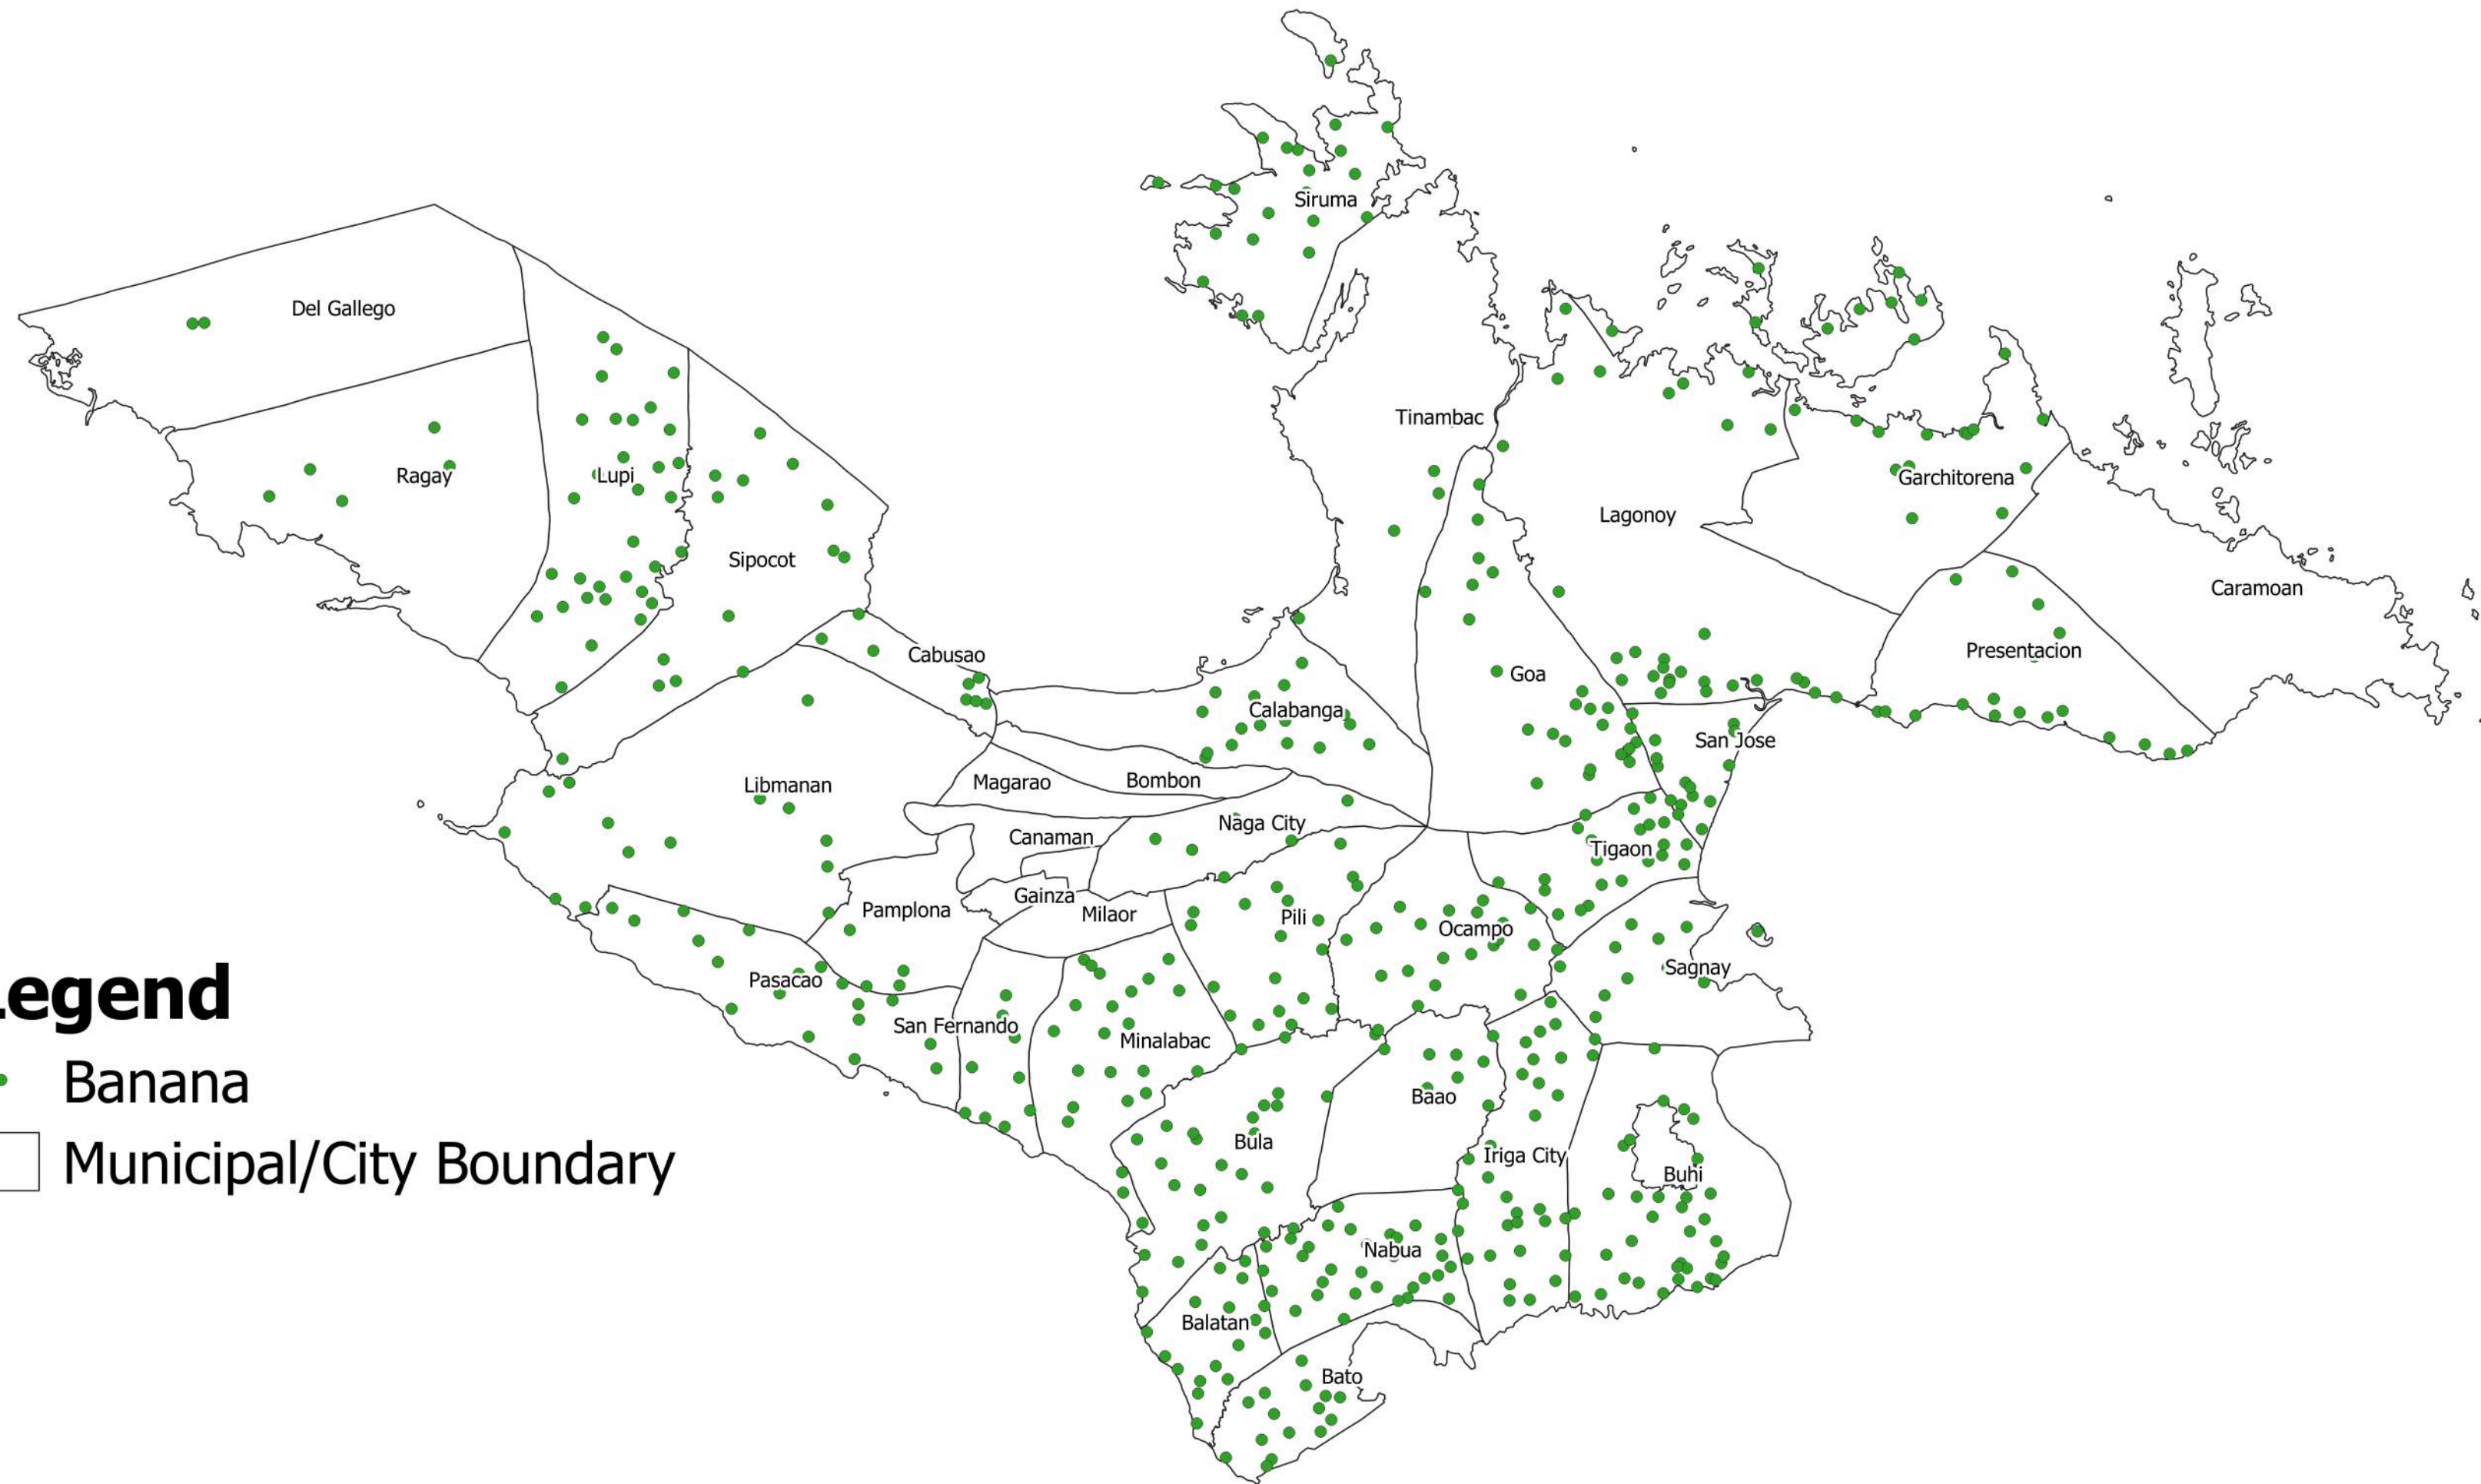 Siruma
Del Gallego
Tinambac
Ragay
Lupi
Garchitorena
Lagonoy
Sipocot
Caramoan
Cabusao
Presentacion
Goa
Calabanga
San Jose
Libmanan
Magarao
Bombon
Naga City
Canaman
Tigaon
Gainza
Pamplona
Milaor
Pili
Ocampo
Sagnay
Pasacao
San Fernando
Minalabac
Baao
Bula
Iriga City
Buhi
Nabua
Balatan
Bato
egend
Banana
Municipal/City Boundary